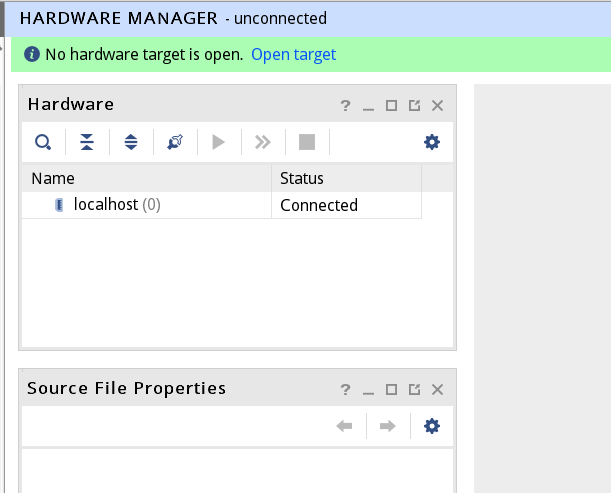 HARDWARE MANAGER - unconnected
No hardware target is open. Open target
Hardware
Name Status
localhost (0) Connected
Source File Properties